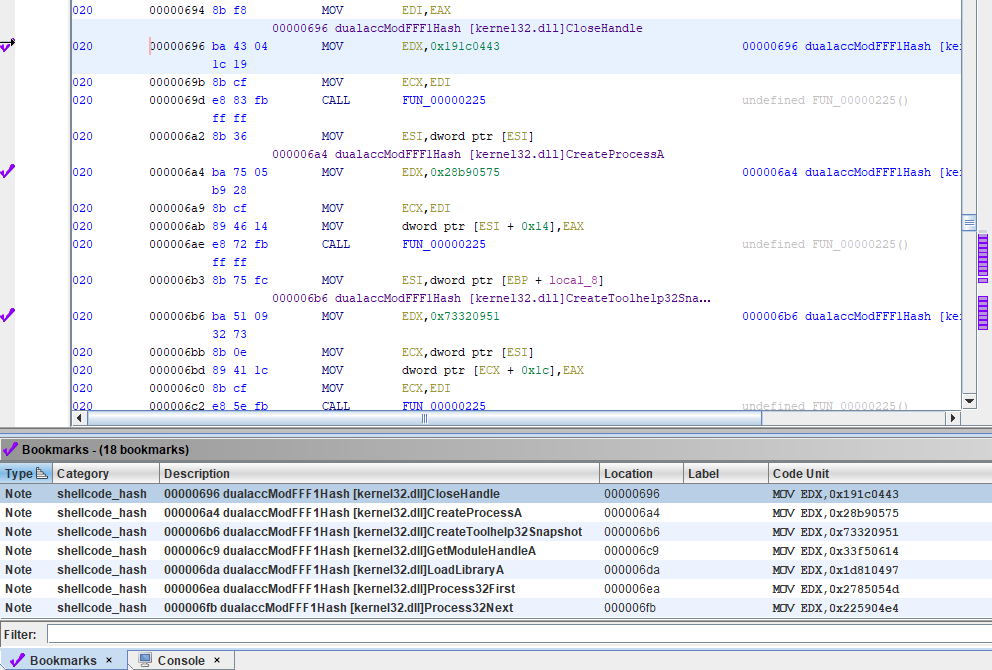 020 00000694 8b f8 MOV EDI,EAX
00000696 dualaccModFFF1Hash [kernel32.dll]CloseHandle
020 00000696 ba 43 04 MOV EDX,0x191c0443 00000696 dualaccModFFF1Hash [ke
1c 19
020 0000069b 8b cf MOV ECX,EDI
020 0000069d e8 83 fb CALL FUN_00000225 undefined FUN_00000225()
ff ff
020 000006a2 8b 36 MOV ESI,dword ptr [ESI]
000006a4 dualaccModFFF1Hash [kernel32.dll]CreateProcessA
020 000006a4 ba 75 05 MOV EDX,0x28b90575 000006a4 dualaccModFFF1Hash [ke
b9 28
020 000006a9 8b cf MOV ECX,EDI
020 000006ab 89 46 14 MOV dword ptr [ESI + 0x14],EAX
020 000006ae e8 72 fb CALL FUN_00000225 undefined FUN_00000225()
ff ff
020 000006b3 8b 75 fc MOV ESI,dword ptr [EBP + local_8]
000006b6 dualaccModFFF1Hash [kernel32.dll]CreateToolhelp32Sna...
020 000006b6 ba 51 09 MOV EDX,0x73320951 000006b6 dualaccModFFF1Hash [ke
32 73
020 000006bb 8b 0e MOV ECX,dword ptr [ESI]
020 000006bd 89 41 1c MOV dword ptr [ECX + 0x1c],EAX
020 000006c0 8b cf MOV ECX,EDI
020 000006c2 e8 5e fb CALL FUN_00000225 undefined FUN_00000225()
Bookmarks - (18 bookmarks)
Type Category Description Location Label Code Unit
Note shellcode_hash 00000696 dualaccModFFF1Hash [kernel32.dll]CloseHandle 00000696 MOV EDX,0x191c0443
Note shellcode_hash 000006a4 dualaccModFFF1Hash [kernel32.dll]CreateProcessA 000006a4 MOV EDX,0x28b90575
Note shellcode_hash 000006b6 dualaccModFFF1Hash [kernel32.dll]CreateToolhelp32Snapshot 000006b6 MOV EDX,0x73320951
Note shellcode_hash 000006c9 dualaccModFFF1Hash [kernel32.dll]GetModuleHandleA 000006c9 MOV EDX,0x33f50614
Note shellcode_hash 000006da dualaccModFFF1Hash [kernel32.dll]LoadLibraryA 000006da MOV EDX,0x1d810497
Note shellcode_hash 000006ea dualaccModFFF1Hash [kernel32.dll]Process32First 000006ea MOV EDX,0x2785054d
Note shellcode_hash 000006fb dualaccModFFF1Hash [kernel32.dll]Process32Next 000006fb MOV EDX,0x225904e4
Filter:
Bookmarks × Console ×